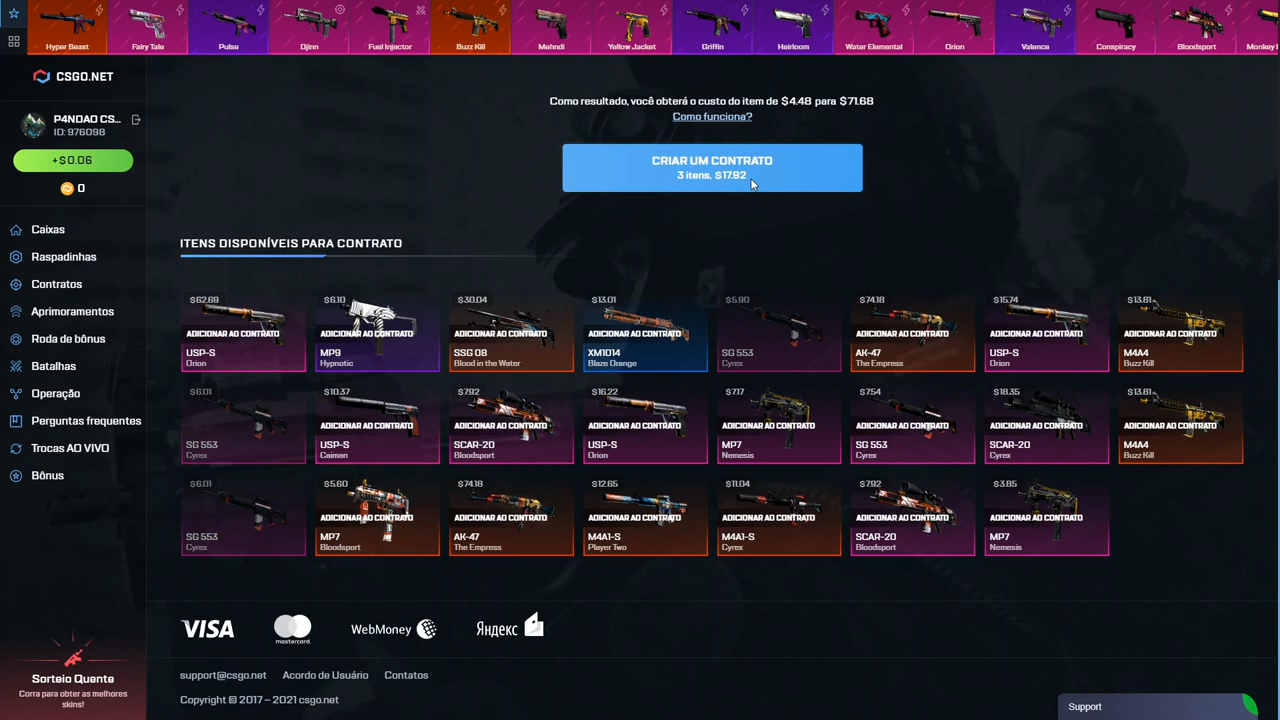 Hyper Beast
Fairy Tale
Pulse
Djinn
Fuel Injector
Buzz Kill
Mehndi
Yellow Jacket
Griffin
Heirloom
Water Elemental
Orion
Valence
Conspiracy
Bloodsport
CSGO.NET
P4NDAO CS...
ID: 976098
+$0.06
0
Caixas
Raspadinhas
Contratos
Aprimoramentos
Roda de bônus
Batalhas
Operação
Perguntas frequentes
Trocas AO VIVO
Bônus
Sorteio Quente
Corra para obter as melhores
skins!
Como resultado, você obterá o custo do item de $4.48 para $71.68
Como funciona?
CRIAR UM CONTRATO
3 itens, $17.92
ITENS DISPONÍVEIS PARA CONTRATO
$62.69
ADICIONAR AO CONTRATO
USP-S
Orion
$6.10
ADICIONAR AO CONTRATO
MP9
Hypnotic
$30.04
ADICIONAR AO CONTRATO
SSG 08
Blood in the Water
$13.01
ADICIONAR AO CONTRATO
XM1014
Blaze Orange
$5.90
SG 553
Cyrex
$74.18
ADICIONAR AO CONTRATO
AK-47
The Empress
$15.74
ADICIONAR AO CONTRATO
USP-S
Orion
$13.81
ADICIONAR AO CONTRATO
M4A4
Buzz Kill
$6.01
SG 553
Cyrex
$10.37
ADICIONAR AO CONTRATO
USP-S
Caiman
$7.92
ADICIONAR AO CONTRATO
SCAR-20
Bloodsport
$16.22
ADICIONAR AO CONTRATO
USP-S
Orion
$7.17
ADICIONAR AO CONTRATO
MP7
Nemesis
$7.54
ADICIONAR AO CONTRATO
SG 553
Cyrex
$18.35
ADICIONAR AO CONTRATO
SCAR-20
Cyrex
$13.81
ADICIONAR AO CONTRATO
M4A4
Buzz Kill
$6.01
SG 553
Cyrex
$5.60
ADICIONAR AO CONTRATO
MP7
Bloodsport
$74.18
ADICIONAR AO CONTRATO
AK-47
The Empress
$12.65
ADICIONAR AO CONTRATO
M4A1-S
Player Two
$11.04
ADICIONAR AO CONTRATO
M4A1-S
Cyrex
$7.92
ADICIONAR AO CONTRATO
SCAR-20
Bloodsport
$3.85
ADICIONAR AO CONTRATO
MP7
Nemesis
VISA
mastercard.
WebMoney
Яндекс
support@csgo.net
Acordo de Usuário
Contatos
Copyright © 2017 – 2021 csgo.net
Support